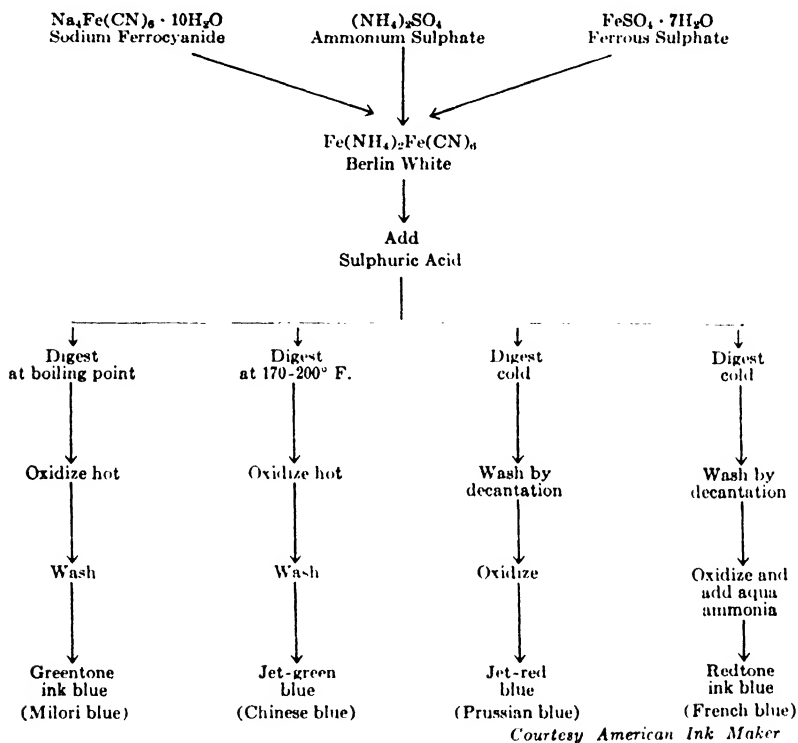 Na₄Fe(CN)₆ · 10H₂O
Sodium Ferrocyanide
(NH₄)₂SO₄
Ammonium Sulphate
FeSO₄ · 7H₂O
Ferrous Sulphate
Fe(NH₄)₂Fe(CN)₆
Berlin White
Add
Sulphuric Acid
Digest
at boiling point
Digest
at 170-200° F.
Digest
cold
Digest
cold
Oxidize hot
Oxidize hot
Wash by
decantation
Wash by
decantation
Wash
Wash
Oxidize
Oxidize and
add aqua
ammonia
Greentone
ink blue
(Milori blue)
Jet-green
blue
(Chinese blue)
Jet-red
blue
(Prussian blue)
Redtone
ink blue
(French blue)
Courtesy American Ink Maker